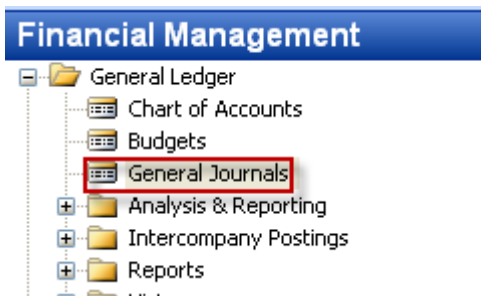 Financial Management
General Ledger
Chart of Accounts
Budgets
General Journals
Analysis & Reporting
Intercompany Postings
Reports